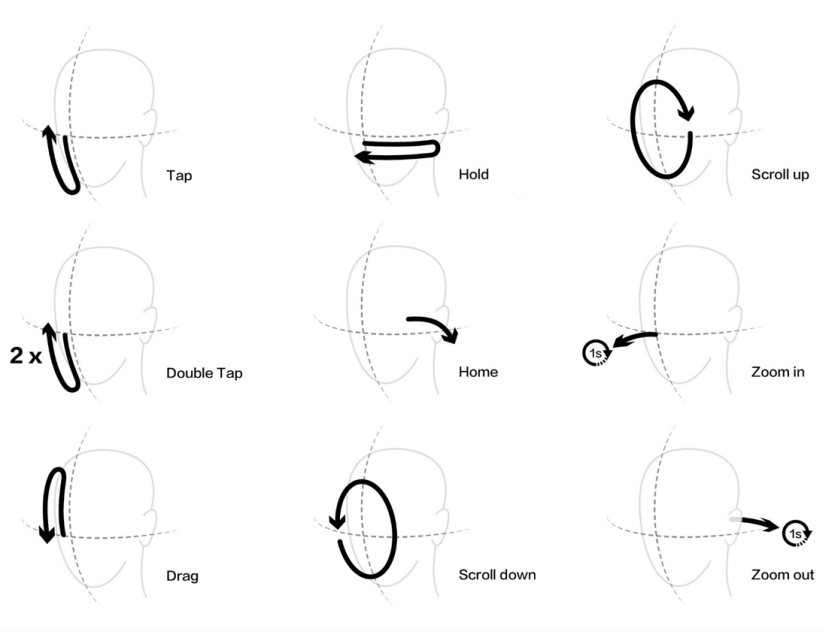 Tap
Hold
Scroll up
2 x
Double Tap
Home
1s
Zoom in
Drag
Scroll down
1s
Zoom out